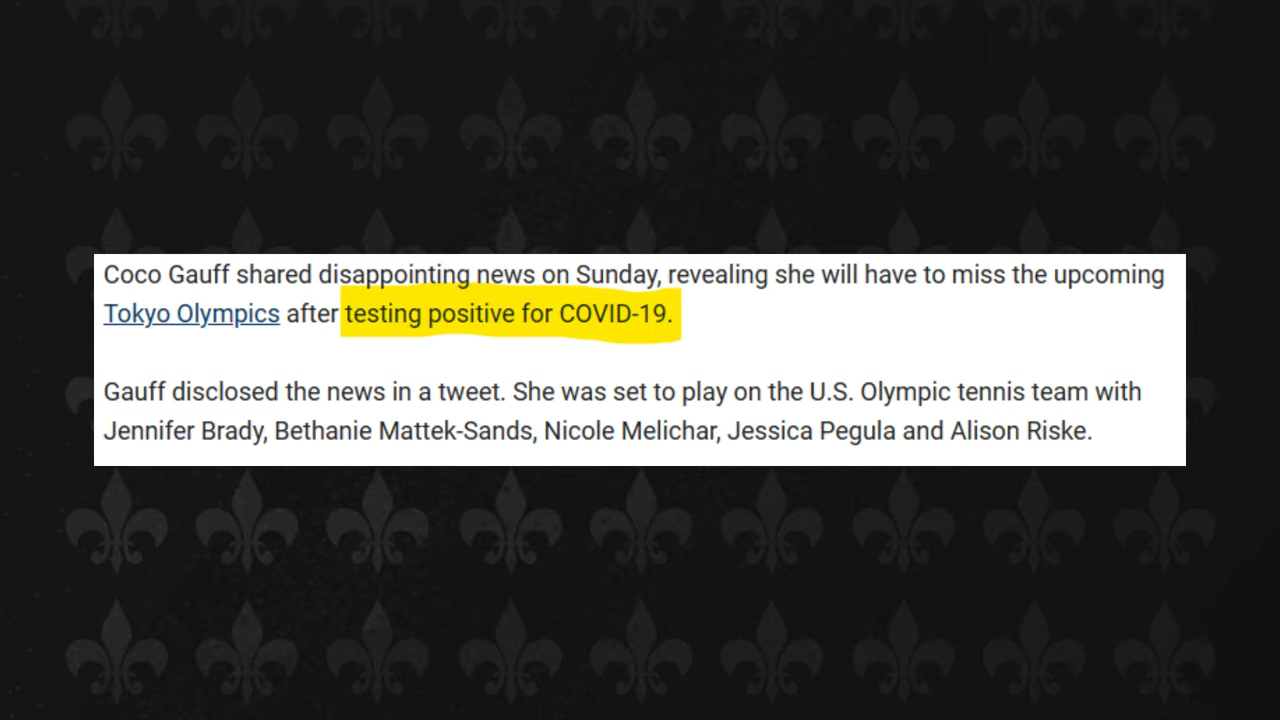 Coco Gauff shared disappointing news on Sunday, revealing she will have to miss the upcoming
Tokyo Olympics after testing positive for COVID-19.
Gauff disclosed the news in a tweet. She was set to play on the U.S. Olympic tennis team with
Jennifer Brady, Bethanie Mattek-Sands, Nicole Melichar, Jessica Pegula and Alison Riske.